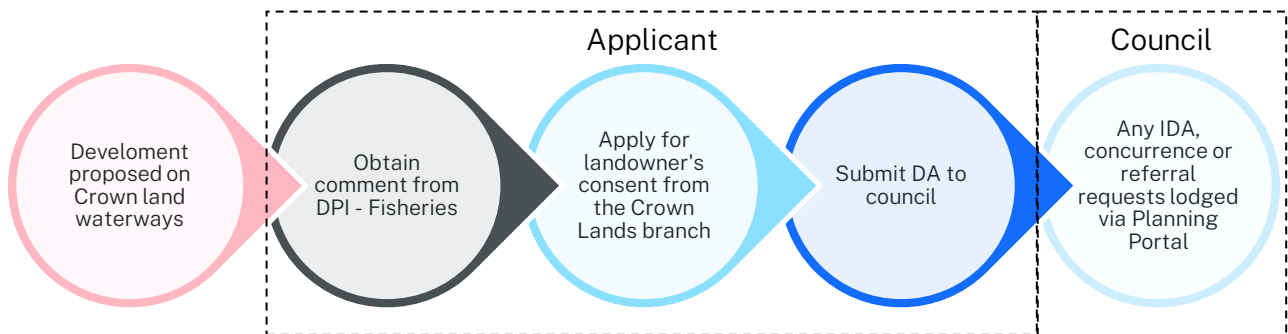 Applicant
Council
Develoment
proposed on
Crown land
waterways
Obtain
comment from
DPI - Fisheries
Apply for
landowner's
consent from
the Crown
Lands branch
Submit DA to
council
Any IDA,
concurrence or
referral
requests lodged
via Planning
Portal